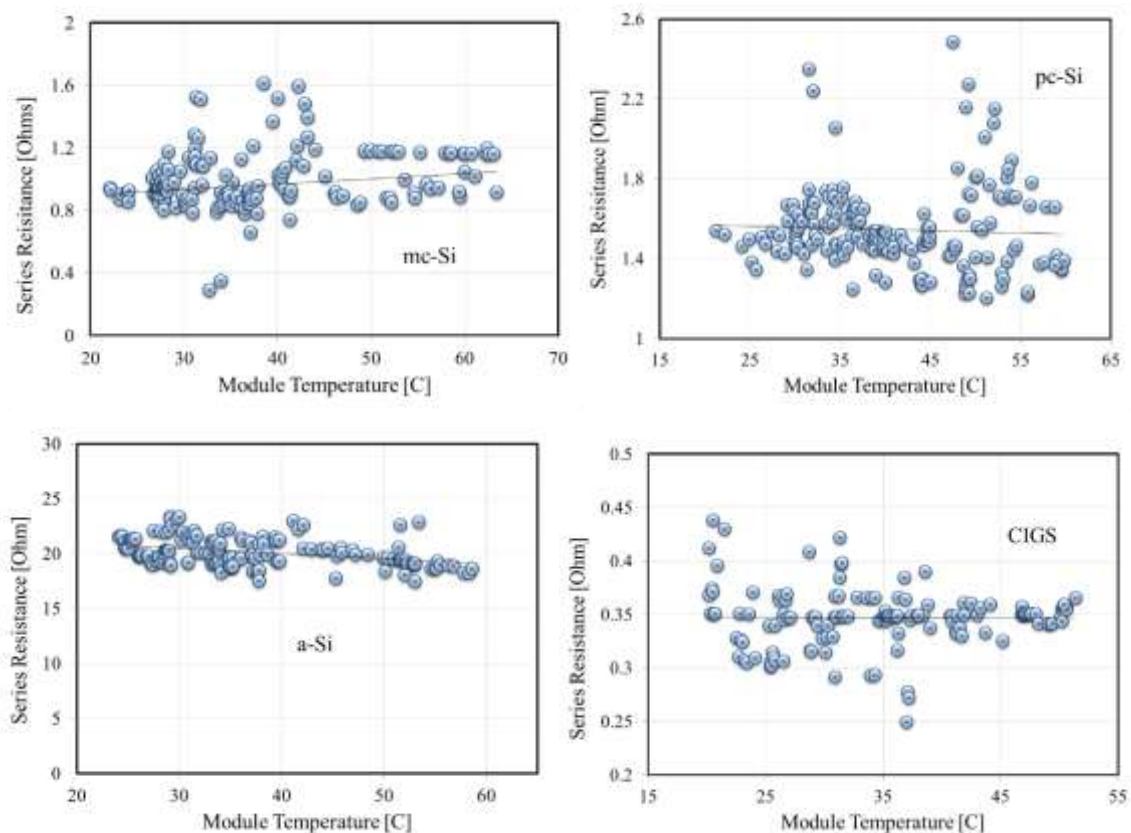 2
1.6
1.2
0.8
0.4
0
20 30 40 50 60 70
Series Reisitance [Ohms]
Module Temperature [C]
mc-Si
2.6
2.2
1.8
1.4
1
15 25 35 45 55 65
Series Reisitance [Ohm]
Module Temperature [C]
pc-Si
30
25
20
15
10
5
0
20 30 40 50 60
Series Resistance [Ohm]
Module Temperature [C]
a-Si
0.5
0.45
0.4
0.35
0.3
0.25
0.2
15 25 35 45 55
Series Resistance [Ohm]
Module Temperature [C]
CIGS